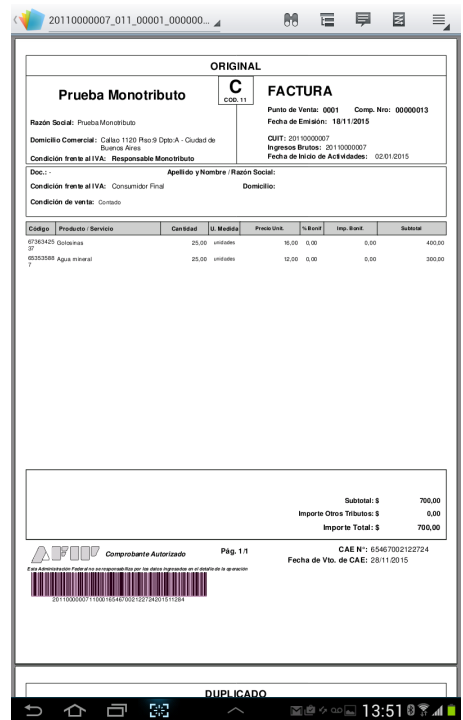 20110000007_011_00001_000000...
ORIGINAL
Prueba Monotributo
C
COD. 11
FACTURA
Punto de Venta: 0001 Comp. Nro: 00000013
Fecha de Emisión: 18/11/2015
Razón Social: Prueba Monotributo
Domicilio Comercial: Callao 1120 Piso:9 Dpto:A - Ciudad de
Buenos Aires
Condición frente al IVA: Responsable Monotributo
CUIT: 20110000007
Ingresos Brutos: 20110000007
Fecha de Inicio de Actividades: 02/01/2015
Doc.: - Apellido y Nombre / Razón Social:
Condición frente al IVA: Consumidor Final Domicilio:
Condición de venta: Contado
Código Producto / Servicio Cantidad U. Medida Precio Unit. % Bonif Imp. Bonif. Subtotal
67363425 Golosinas 25,00 unidades 16,00 0,00 0,00 400,00
37
65353588 Agua mineral 25,00 unidades 12,00 0,00 0,00 300,00
7
Subtotal: $ 700,00
Importe Otros Tributos: $ 0,00
Importe Total: $ 700,00
AFIP Comprobante Autorizado Pág. 1/1 CAE N°: 65467002122724
Fecha de Vto. de CAE: 28/11/2015
Esta Administración Federal no se responsabiliza por los datos ingresados en el detalle de la operación
2011000000711000165467002122724201511284
DUPLICADO
13:51